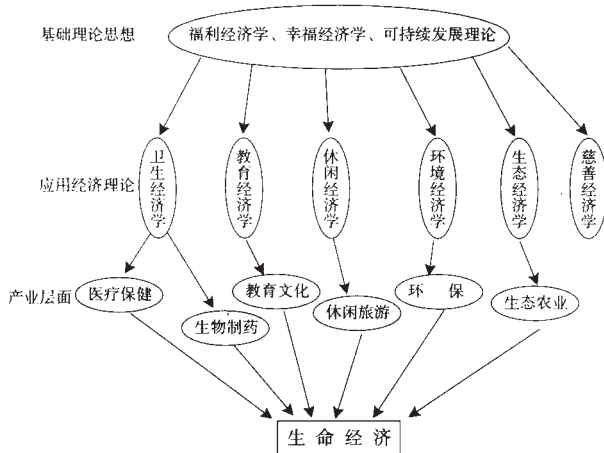 基础理论思想
福利经济学、幸福经济学、可持续发展理论
应用经济理论
卫生经济学
教育经济学
休闲经济学
环境经济学
生态经济学
慈善经济学
产业层面
医疗保健
生物制药
教育文化
休闲旅游
环 保
生态农业
生 命 经 济